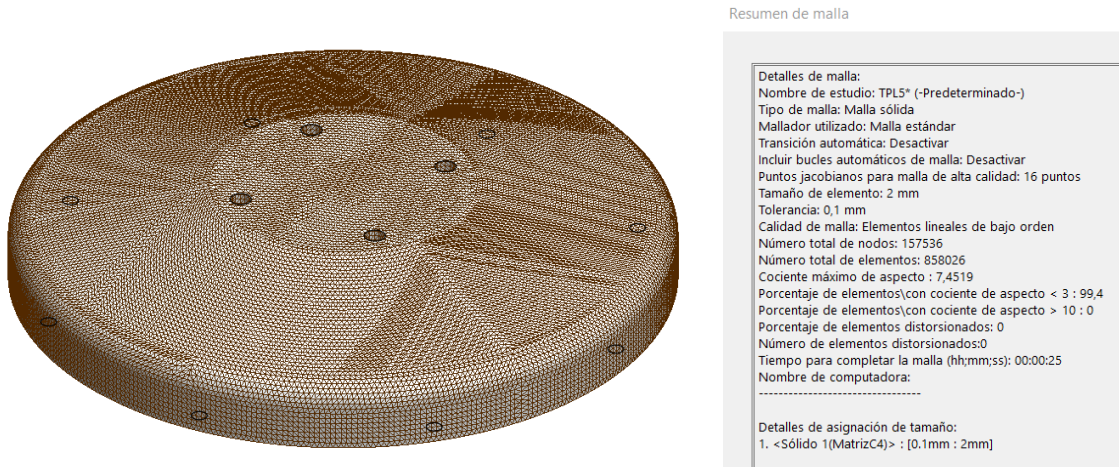 Resumen de malla
Detalles de malla:
Nombre de estudio: TPL5* (-Predeterminado-)
Tipo de malla: Malla sólida
Mallador utilizado: Malla estándar
Transición automática: Desactivar
Incluir bucles automáticos de malla: Desactivar
Puntos jacobianos para malla de alta calidad: 16 puntos
Tamaño de elemento: 2 mm
Tolerancia: 0,1 mm
Calidad de malla: Elementos lineales de bajo orden
Número total de nodos: 157536
Número total de elementos: 858026
Cociente máximo de aspecto : 7,4519
Porcentaje de elementos\con cociente de aspecto < 3 : 99,4
Porcentaje de elementos\con cociente de aspecto > 10 : 0
Porcentaje de elementos distorsionados: 0
Número de elementos distorsionados:0
Tiempo para completar la malla (hh;mm;ss): 00:00:25
Nombre de computadora:
---------------------------------
Detalles de asignación de tamaño:
1. <Sólido 1(MatrizC4)> : [0.1mm : 2mm]